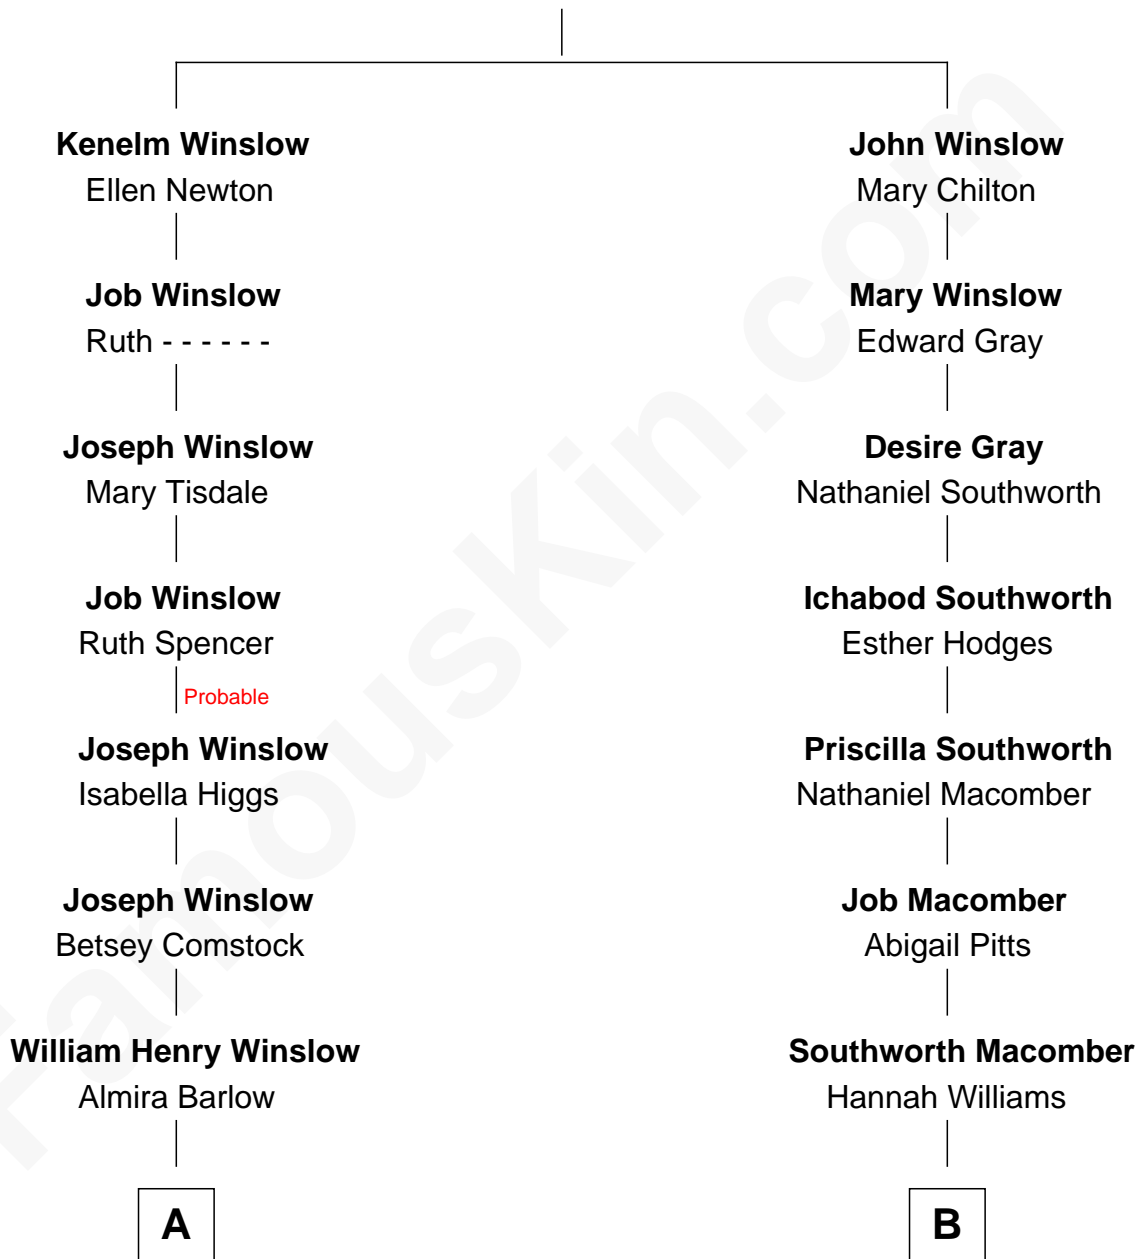 Kenelm Winslow
Ellen Newton
Job Winslow
Ruth - - - - - -
Joseph Winslow
Mary Tisdale
Job Winslow
Ruth Spencer
Probable
Joseph Winslow
Isabella Higgs
Joseph Winslow
Betsey Comstock
William Henry Winslow
Almira Barlow
A
John Winslow
Mary Chilton
Mary Winslow
Edward Gray
Desire Gray
Nathaniel Southworth
Ichabod Southworth
Esther Hodges
Priscilla Southworth
Nathaniel Macomber
Job Macomber
Abigail Pitts
Southworth Macomber
Hannah Williams
B
FamousKin.com